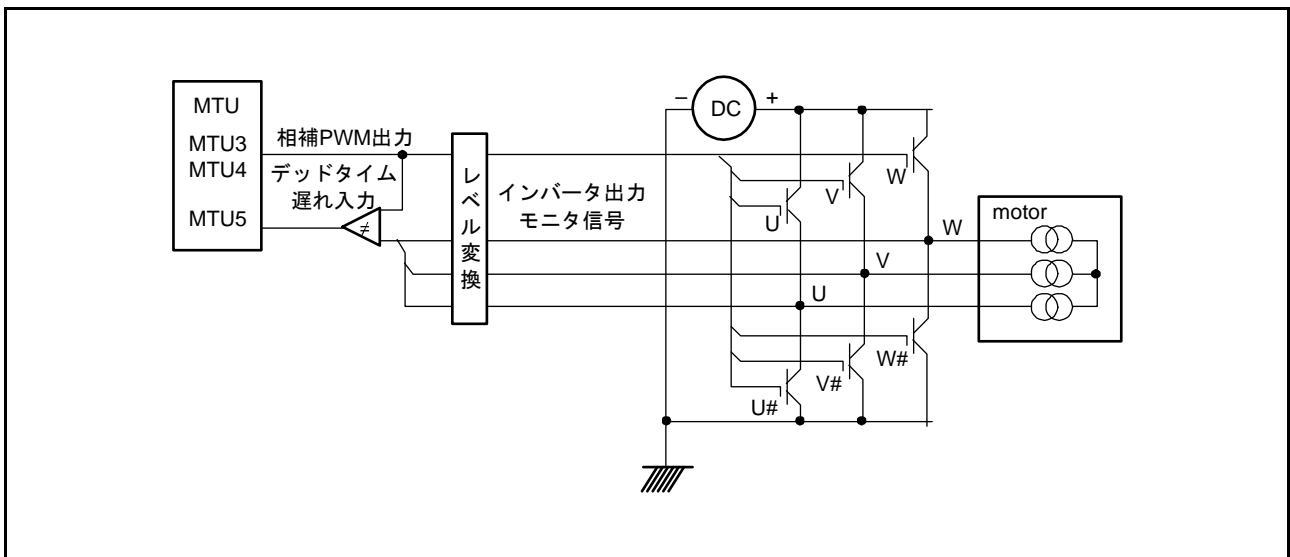 MTU
MTU3
MTU4
MTU5
相補PWM出力
デッドタイム
遅れ入力
≠
レベル変換
インバータ出力
モニタ信号
−
DC
+
W
V
U
W
V
U
W#
V#
U#
motor